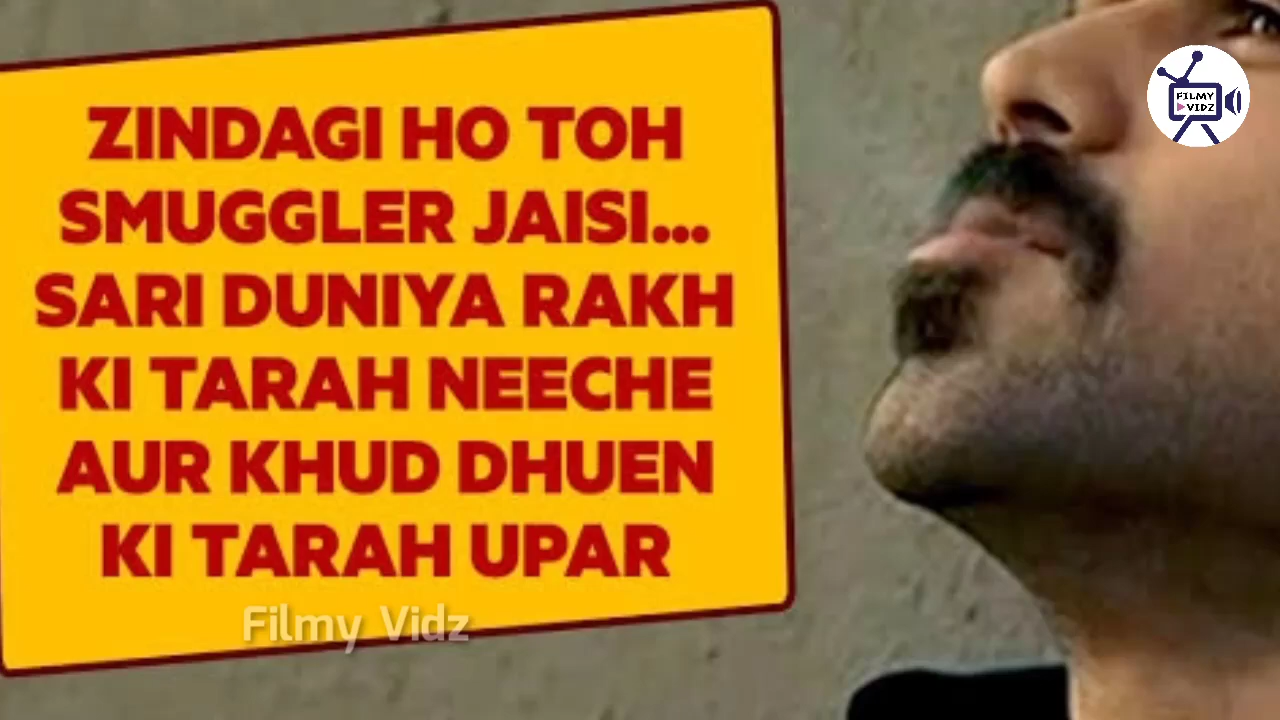 ZINDAGI HO TOH
SMUGGLER JAISI...
SARI DUNIYA RAKH
KI TARAH NEECHE
AUR KHUD DHUEN
KI TARAH UPAR
Filmy Vidz
FILMY
VIDZ